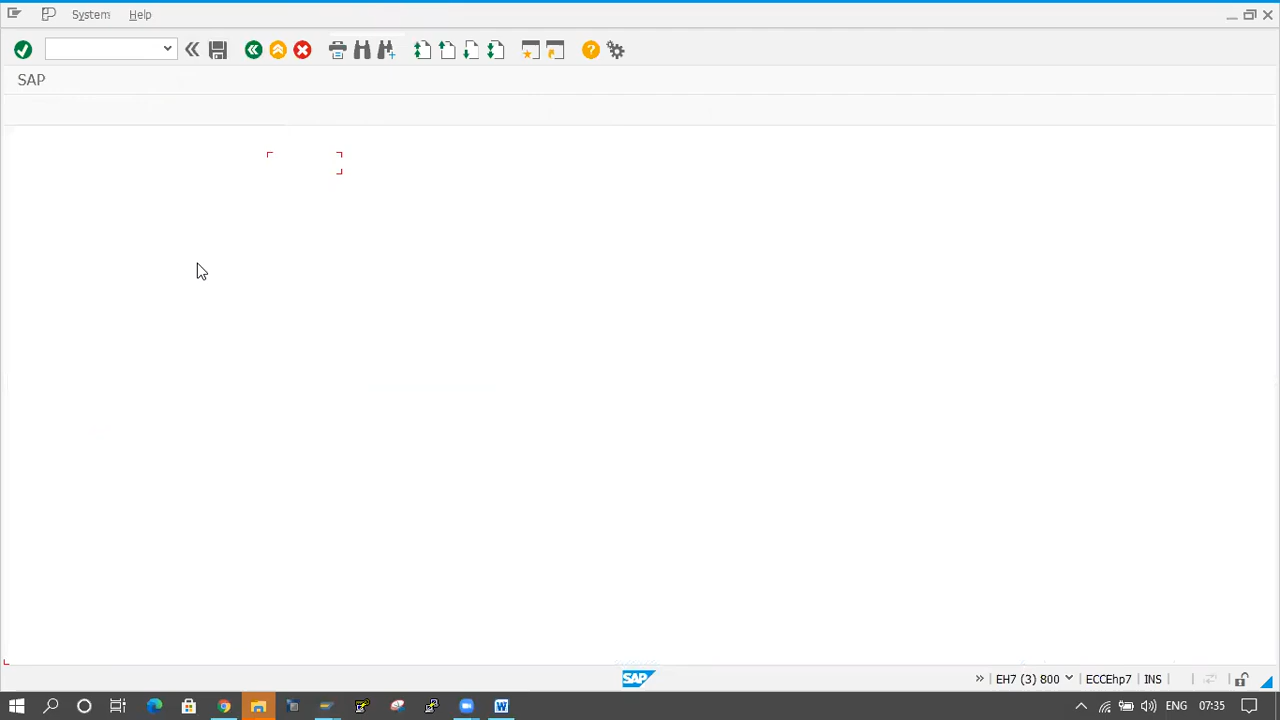 System Help
SAP
SAP
EH7 (3) 800
ECCEhp7
INS
ENG
07:35